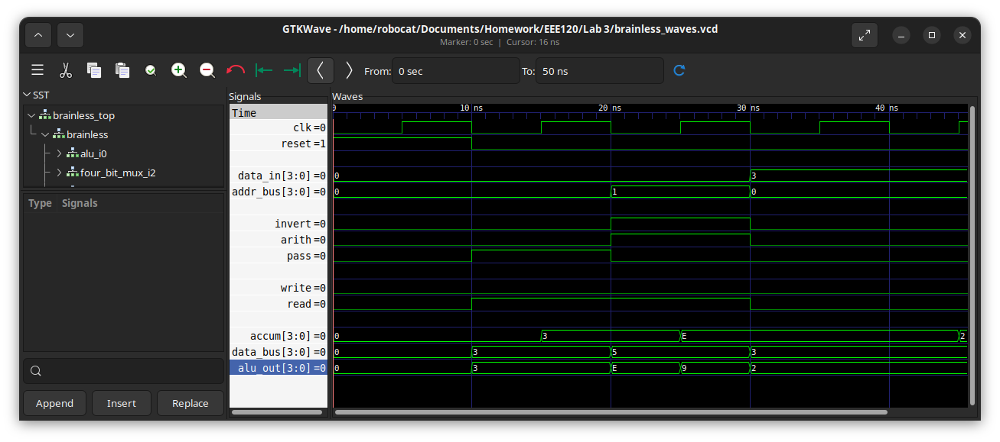 GTKWave - /home/robocat/Documents/Homework/EEE120/Lab 3/brainless_waves.vcd
Marker: 0 sec | Cursor: 16 ns
From: 0 sec To: 50 ns
SST
brainless_top
brainless
alu_i0
four_bit_mux_i2
Type Signals
Append Insert Replace
Signals
Time
clk=0
reset=1
data_in[3:0]=0
addr_bus[3:0]=0
invert=0
arith=0
pass=0
write=0
read=0
accum[3:0]=0
data_bus[3:0]=0
alu_out[3:0]=0
Waves
0 10 ns 20 ns 30 ns 40 ns
0 3
0 1 0
0 3 E 2
0 3 5 3
0 3 E 9 2